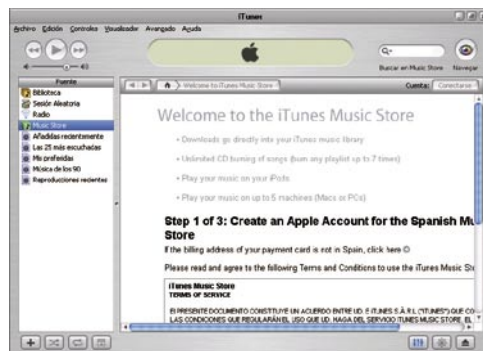 iTunes
Archivo Edición Controles Visualizador Avanzado Ayuda
Q-
Buscar en Music Store Navegar
Fuente
Biblioteca
Sesión Aleatoria
Radio
Music Store
Añadidas recientemente
Las 25 más escuchadas
Mis preferidas
Música de los 90
Reproducciones recientes
Welcome to the iTunes Music Store
Cuenta: Conectarse
Welcome to the iTunes Music Store
• Downloads go directly into your iTunes music library
• Unlimited CD burning of songs (burn any playlist up to 7 times)
• Play your music on your iPods
• Play your music on up to 5 machines (Macs or PCs)
Step 1 of 3: Create an Apple Account for the Spanish Mu
Store
If the billing address of your payment card is not in Spain, click here
Please read and agree to the following Terms and Conditions to use the iTunes Music Sto
iTunes Music Store
TERMS OF SERVICE
EL PRESENTE DOCUMENTO CONSTITUYE UN ACUERDO ENTRE UD. E ITUNES S.À.R.L. ("ITUNES") QUE CO
LAS CONDICIONES QUE REGULARÁN EL USO QUE UD. HAGA DEL SERVICIO ITUNES MUSIC STORE. EL